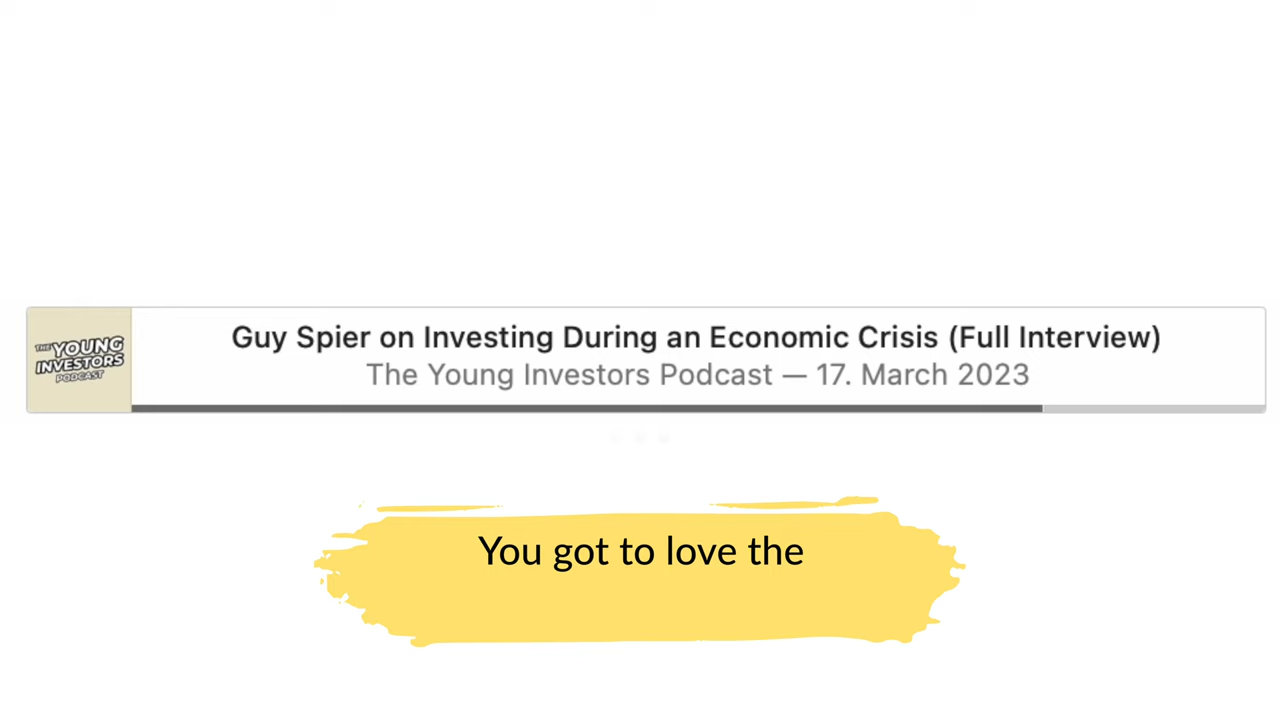 THE YOUNG
INVESTORS
PODCAST
Guy Spier on Investing During an Economic Crisis (Full Interview)
The Young Investors Podcast — 17. March 2023
You got to love the